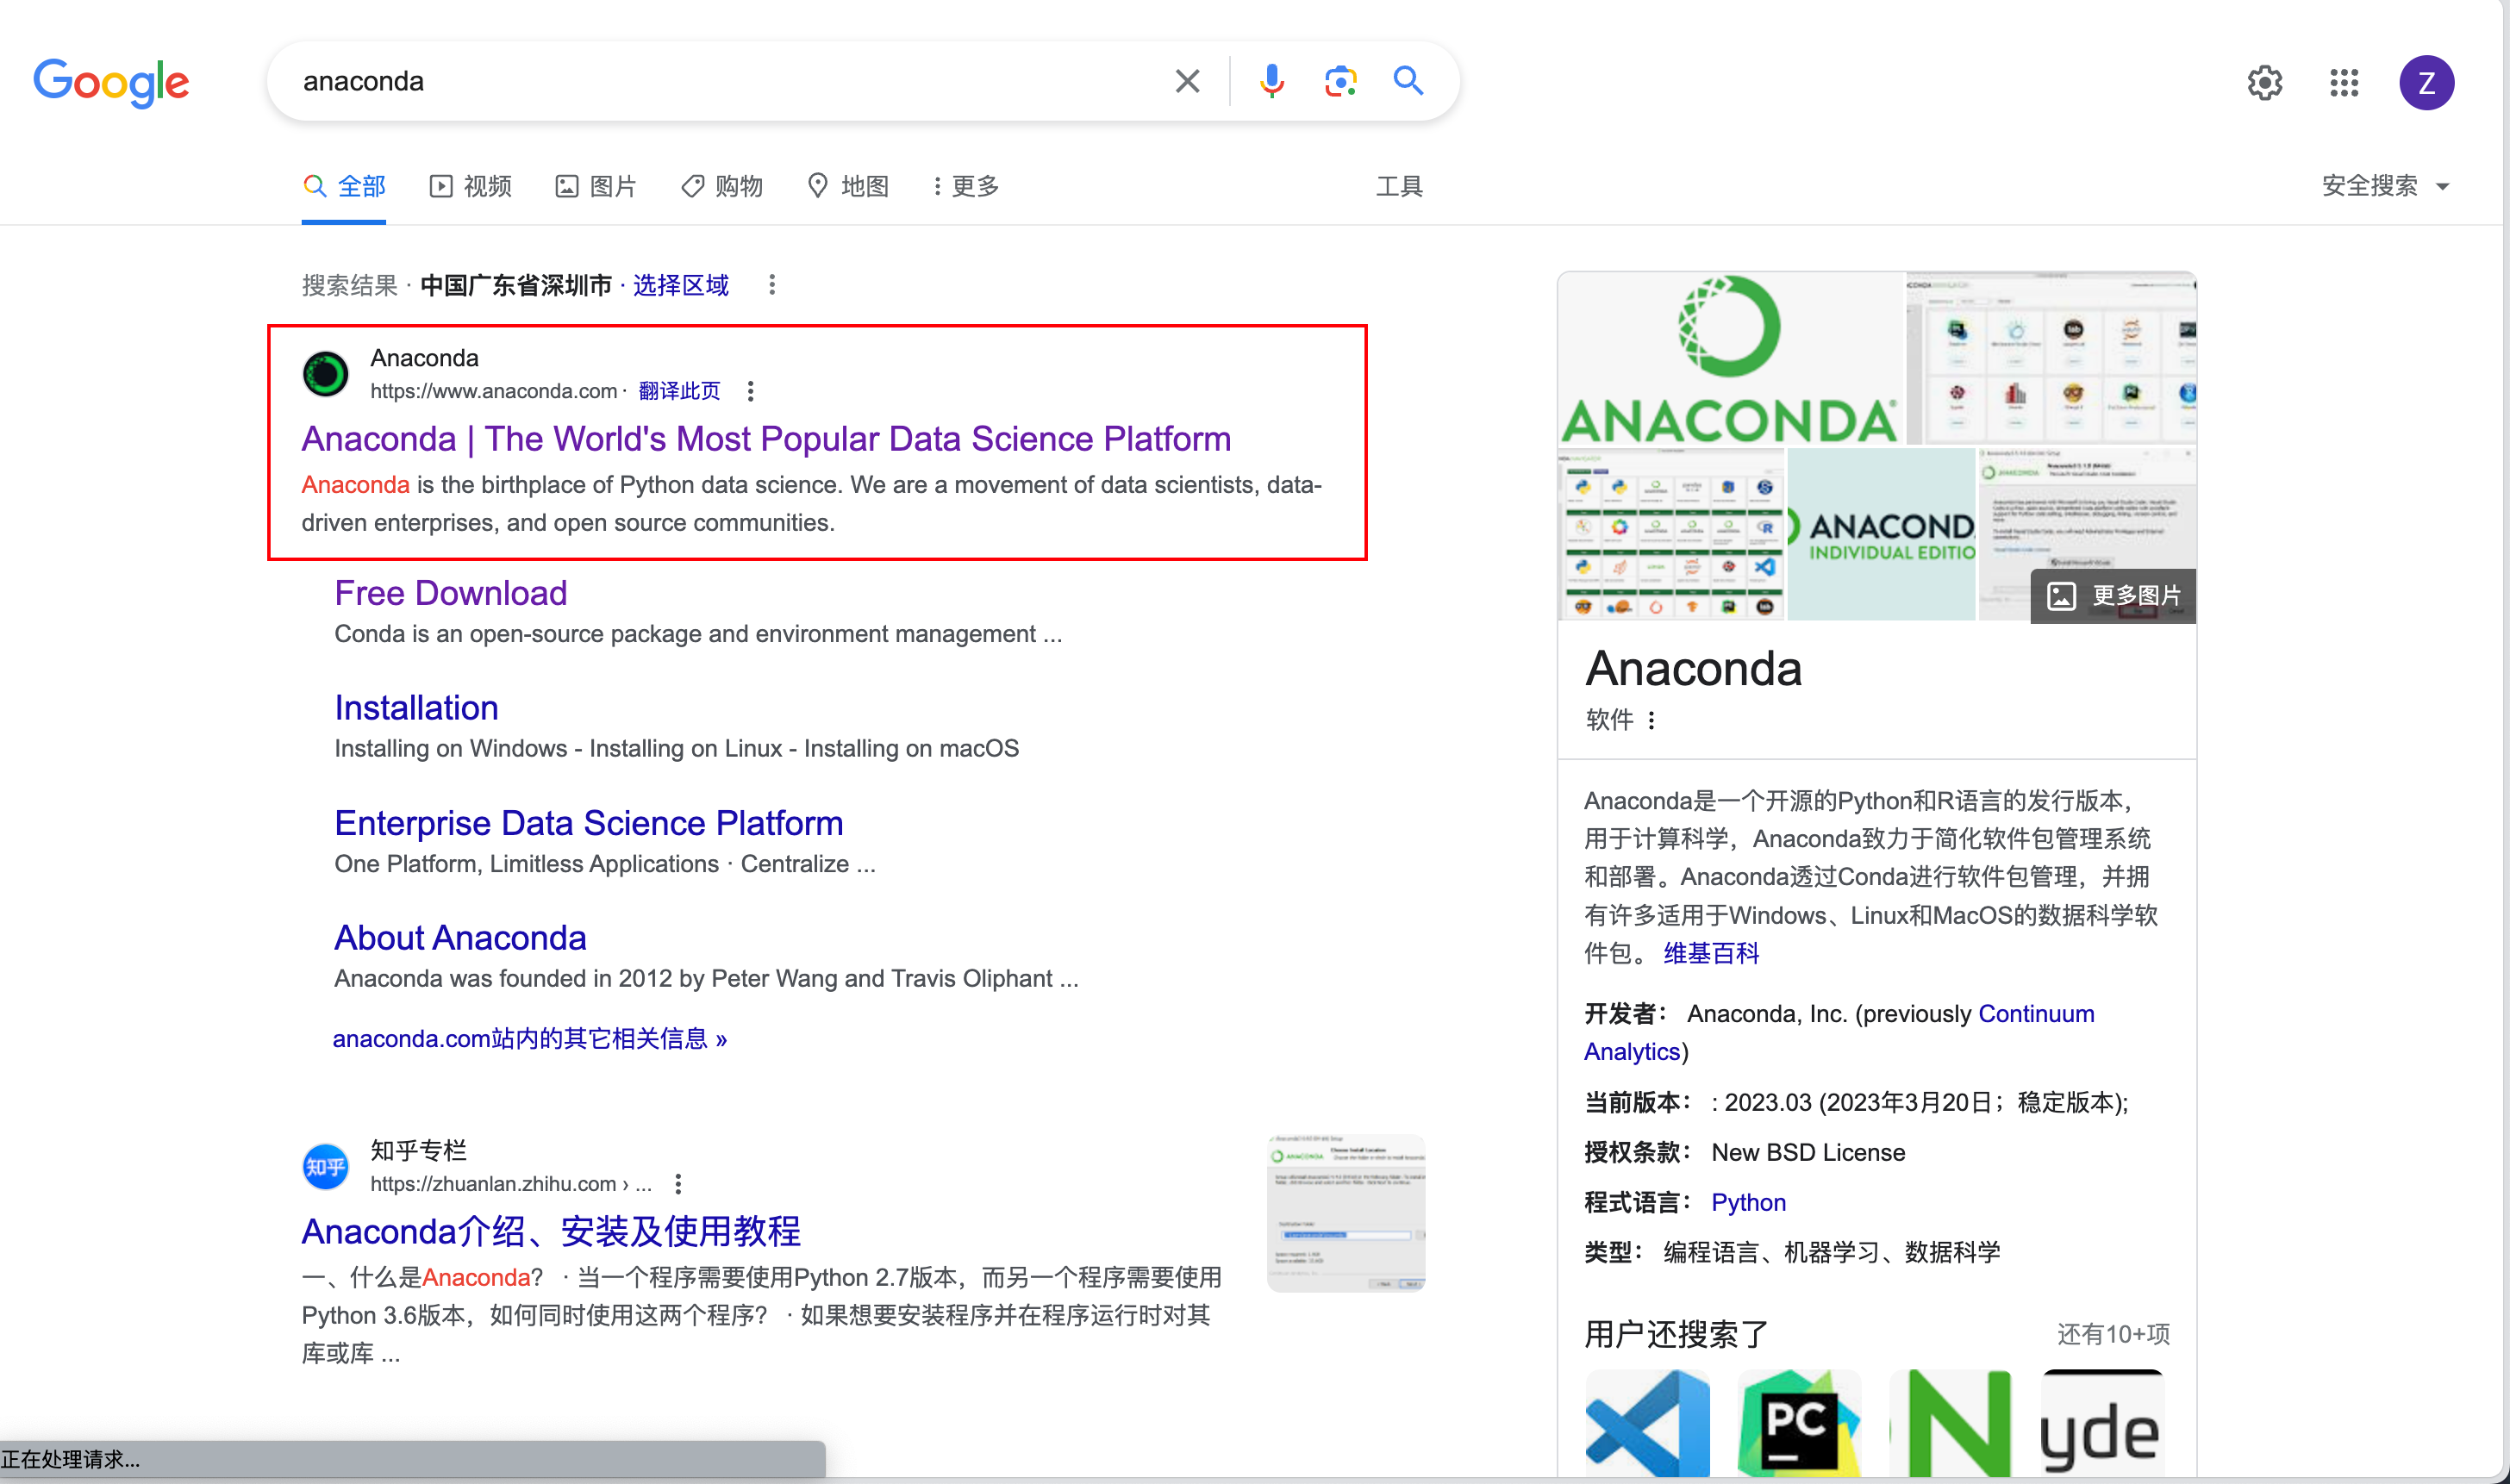 Google
anaconda
Z
全部
视频
图片
购物
地图
更多
工具
安全搜索
搜索结果 · 中国广东省深圳市 · 选择区域
Anaconda
https://www.anaconda.com · 翻译此页
Anaconda | The World's Most Popular Data Science Platform
Anaconda is the birthplace of Python data science. We are a movement of data scientists, data-
driven enterprises, and open source communities.
Free Download
Conda is an open-source package and environment management ...
Installation
Installing on Windows - Installing on Linux - Installing on macOS
Enterprise Data Science Platform
One Platform, Limitless Applications · Centralize ...
About Anaconda
Anaconda was founded in 2012 by Peter Wang and Travis Oliphant ...
anaconda.com站内的其它相关信息 »
知乎
知乎专栏
https://zhuanlan.zhihu.com › ...
Anaconda介绍、安装及使用教程
一、什么是Anaconda？ · 当一个程序需要使用Python 2.7版本，而另一个程序需要使用
Python 3.6版本，如何同时使用这两个程序？ · 如果想要安装程序并在程序运行时对其
库或库 ...
正在处理请求...
ANACONDA
ANACOND
INDIVIDUAL EDITIO
更多图片
Anaconda
软件
Anaconda是一个开源的Python和R语言的发行版本，
用于计算科学，Anaconda致力于简化软件包管理系统
和部署。Anaconda透过Conda进行软件包管理，并拥
有许多适用于Windows、Linux和MacOS的数据科学软
件包。 维基百科
开发者： Anaconda, Inc. (previously Continuum
Analytics)
当前版本： : 2023.03 (2023年3月20日；稳定版本);
授权条款： New BSD License
程式语言： Python
类型： 编程语言、机器学习、数据科学
用户还搜索了
还有10+项
PC
N
yde